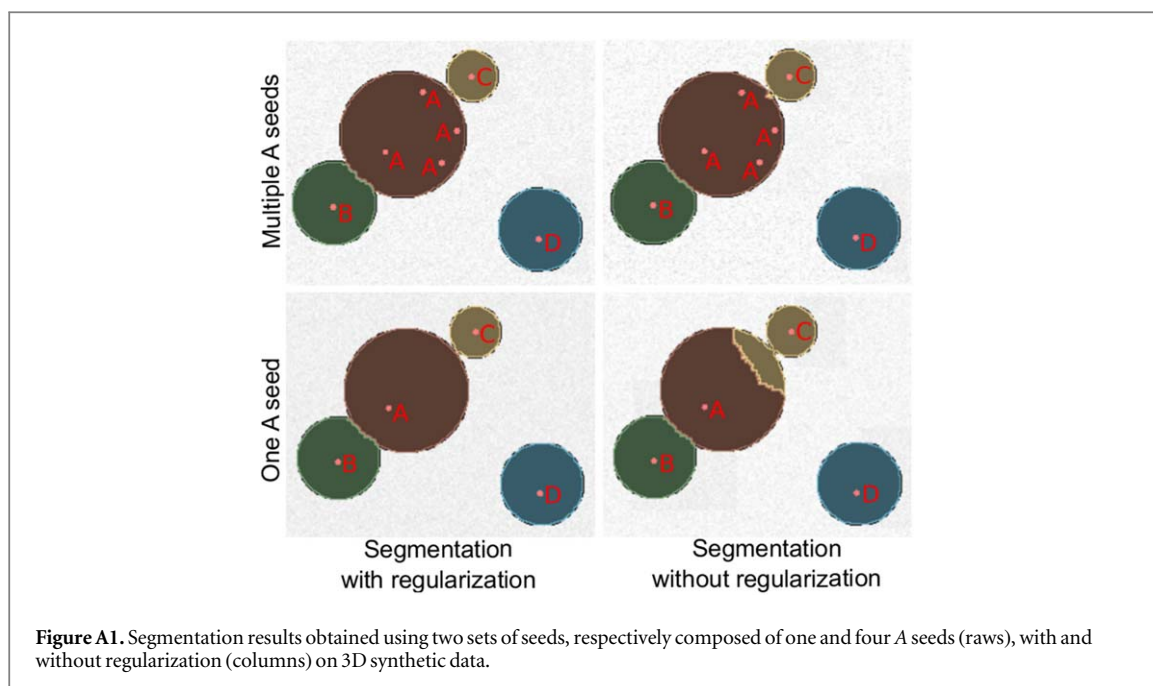 Multiple A seeds
C
A
A
A
A
B
D
C
A
A
A
A
B
D
One A seed
C
A
B
D
C
A
B
D
Segmentation
with regularization
Segmentation
without regularization
Figure A1. Segmentation results obtained using two sets of seeds, respectively composed of one and four A seeds (raws), with and
without regularization (columns) on 3D synthetic data.